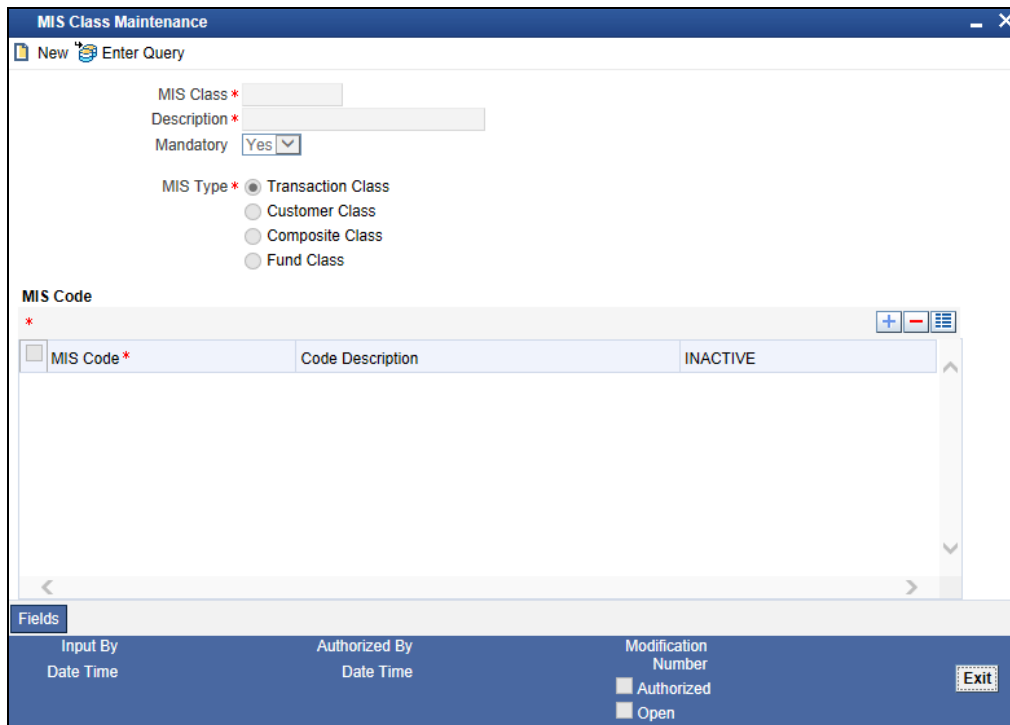 MIS Class Maintenance
New Enter Query
MIS Class *
Description *
Mandatory Yes
MIS Type * Transaction Class
Customer Class
Composite Class
Fund Class
MIS Code
*
MIS Code * Code Description INACTIVE
Fields
Input By Authorized By Modification Number
Date Time Date Time
Authorized
Open
Exit